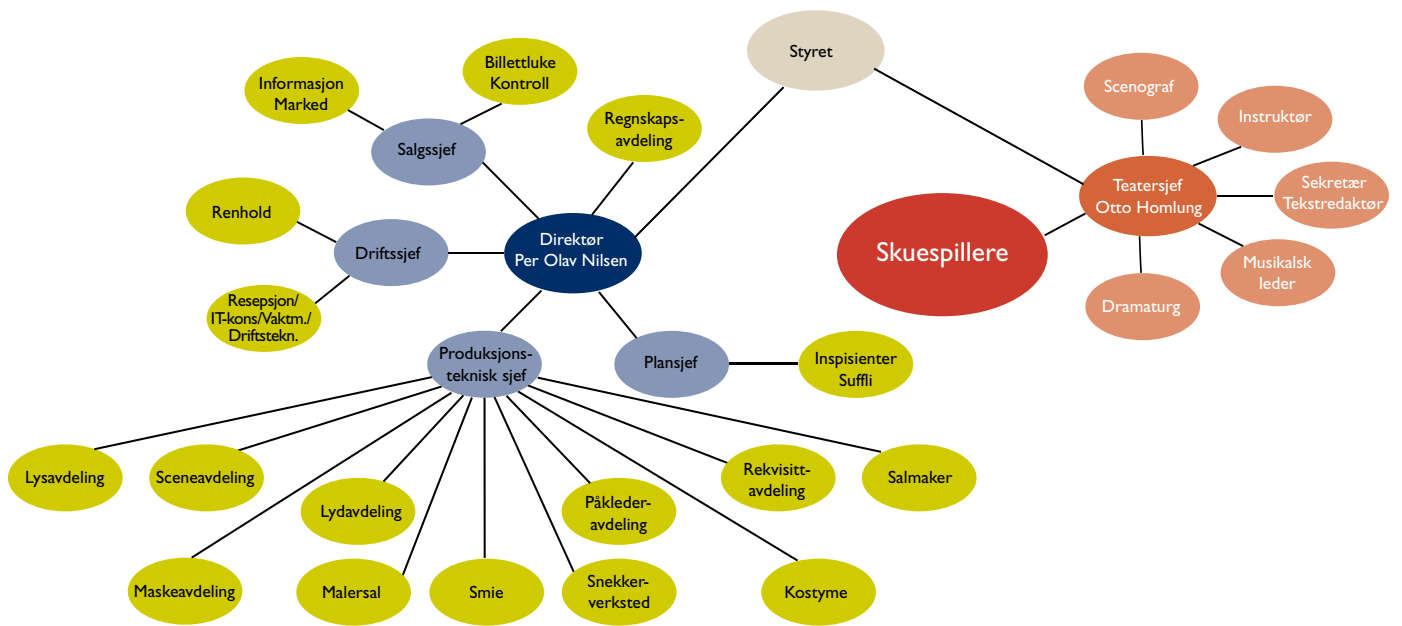 Styret
Informasjon
Marked
Billettluke
Kontroll
Salgssjef
Regnskaps-
avdeling
Renhold
Driftssjef
Resepsjon/
IT-kons/Vaktm./
Driftstekn.
Direktør
Per Olav Nilsen
Produksjons-
teknisk sjef
Plansjef
Inspisienter
Suffli
Skuespillere
Teatersjef
Otto Homlung
Scenograf
Instruktør
Sekretær
Tekstredaktør
Musikalsk
leder
Dramaturg
Lysavdeling
Sceneavdeling
Lydavdeling
Påkleder-
avdeling
Rekvisitt-
avdeling
Salmaker
Maskeavdeling
Malersal
Smie
Snekker-
verksted
Kostyme